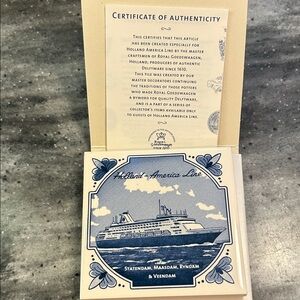 CERTIFICATE OF AUTHENTICITY
THIS CERTIFIES THAT THIS ARTICLE
HAS BEEN CREATED ESPECIALLY FOR
HOLLAND AMERICA LINE BY THE MASTER
CRAFTSMEN OF ROYAL GOEDEWAAGEN,
HOLLAND, PRODUCERS OF AUTHENTIC
DELFTWARE SINCE 1610.
THIS TILE WAS CREATED BY OUR
MASTER DECORATORS CONTINUING
THE TRADITIONS OF THOSE POTTERS
WHO MADE ROYAL GOEDEWAAGEN
A BYWORD FOR QUALITY DELFTWARE,
AND IS A PART OF A SERIES OF
COLLECTOR'S ITEMS AVAILABLE ONLY
TO GUESTS OF HOLLAND AMERICA LINE.
Royal
Goedewaagen
Holland-America Line
STATENDAM, MAASDAM, RYNDAM
& VEENDAM